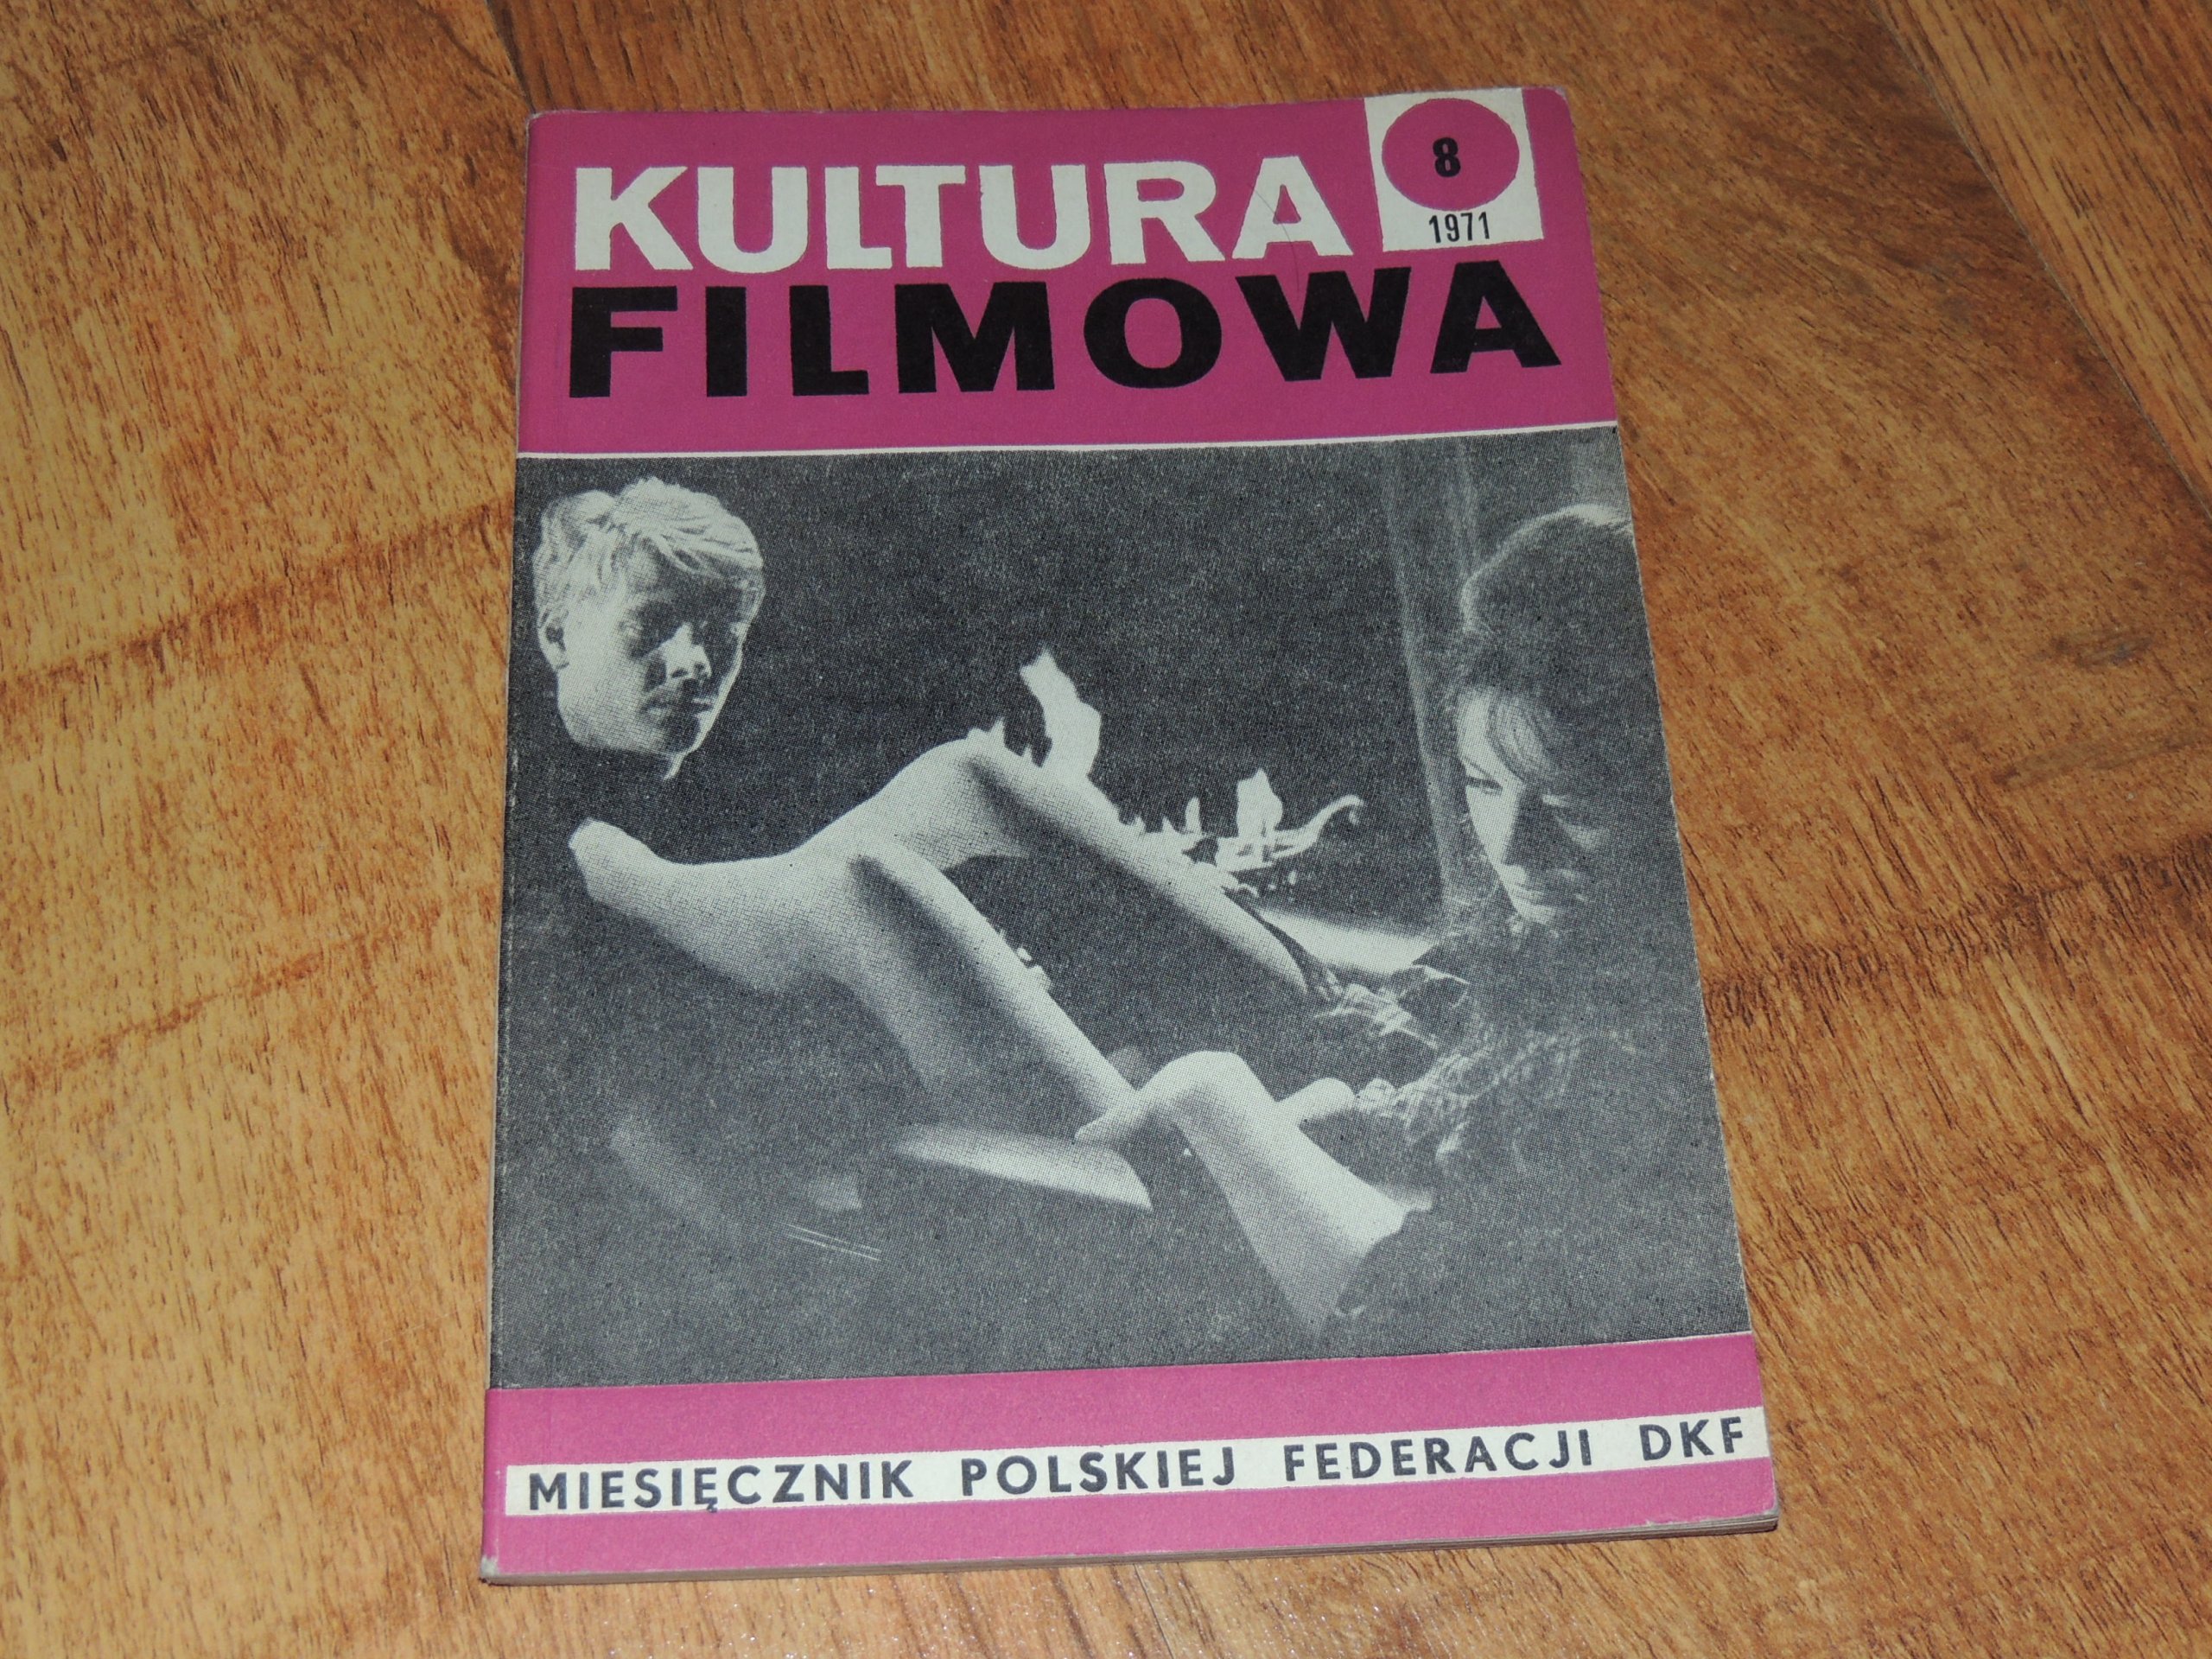 KULTURA
8
1971
FILMOWA
MIESIĘCZNIK POLSKIEJ FEDERACJI DKF